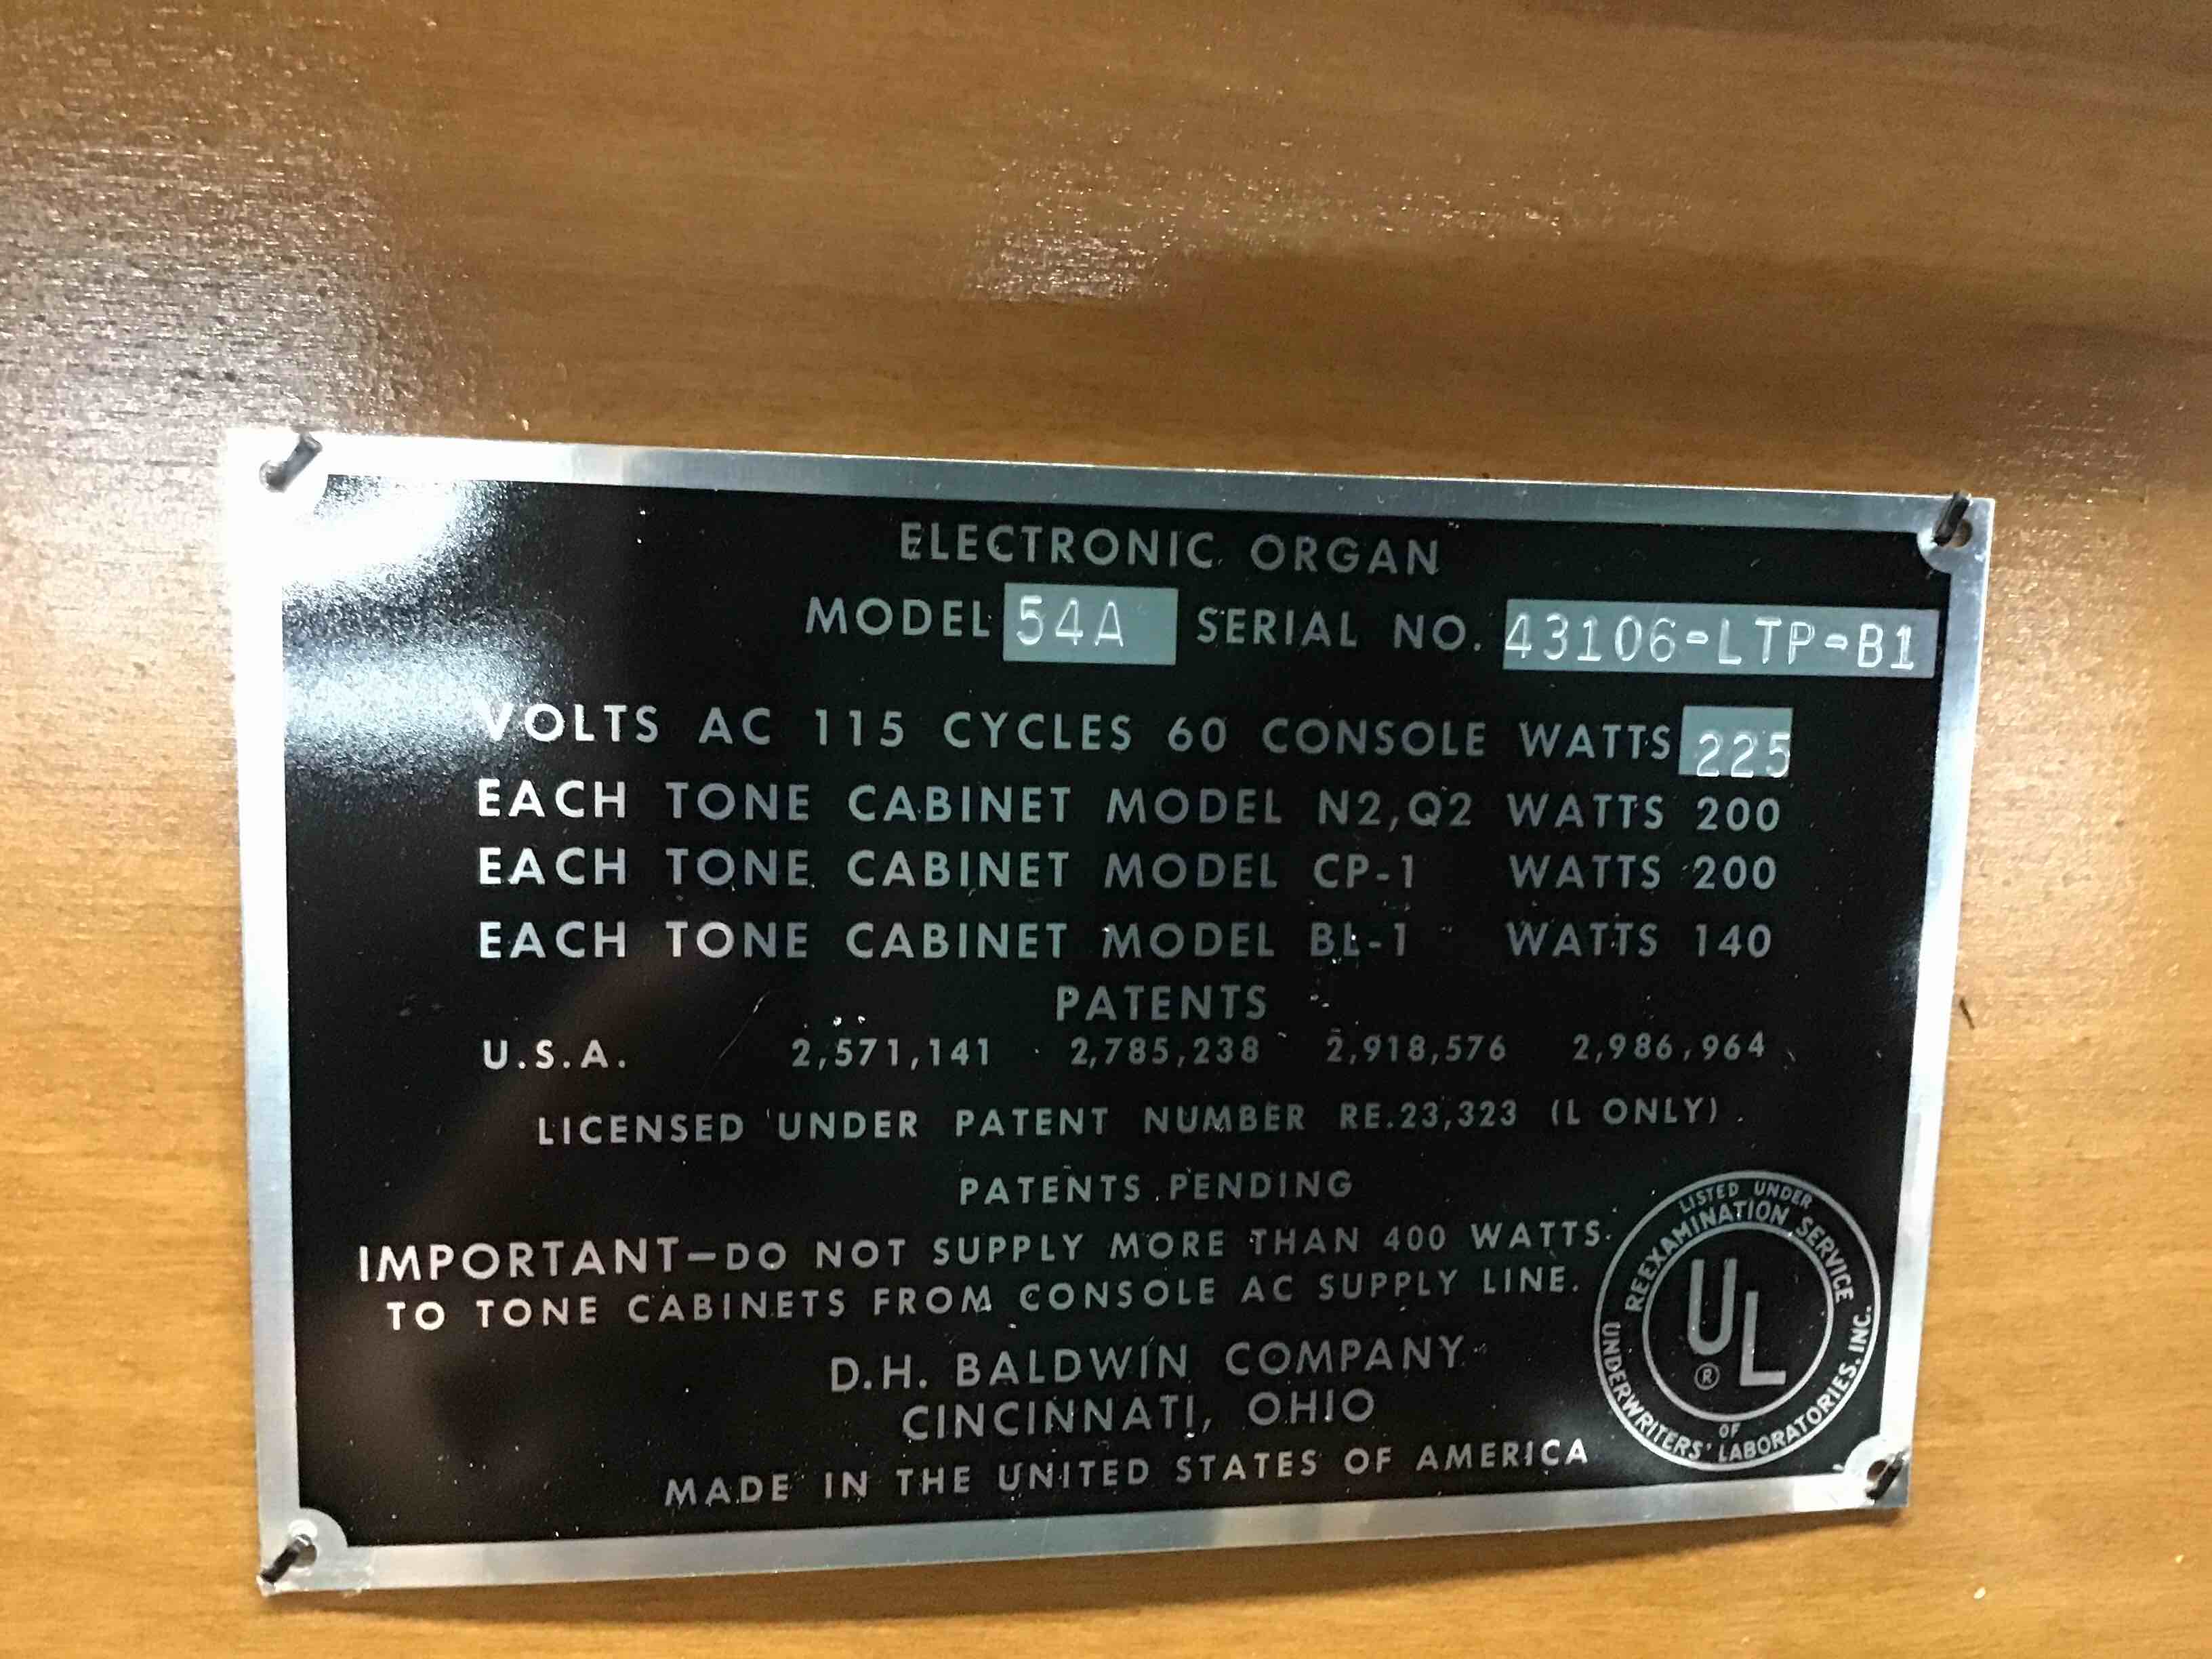 ELECTRONIC ORGAN
MODEL 54A SERIAL NO. 43106-LTP-B1
VOLTS AC 115 CYCLES 60 CONSOLE WATTS 225
EACH TONE CABINET MODEL N2,Q2 WATTS 200
EACH TONE CABINET MODEL CP-1 WATTS 200
EACH TONE CABINET MODEL BL-1 WATTS 140
PATENTS
U.S.A. 2,571,141 2,785,238 2,918,576 2,986,964
LICENSED UNDER PATENT NUMBER RE.23,323 (L ONLY)
PATENTS PENDING
IMPORTANT—DO NOT SUPPLY MORE THAN 400 WATTS
TO TONE CABINETS FROM CONSOLE AC SUPPLY LINE.
D.H. BALDWIN COMPANY
CINCINNATI, OHIO
MADE IN THE UNITED STATES OF AMERICA
LISTED UNDER
REEXAMINATION SERVICE
UL
®
OF
UNDERWRITERS' LABORATORIES, INC.